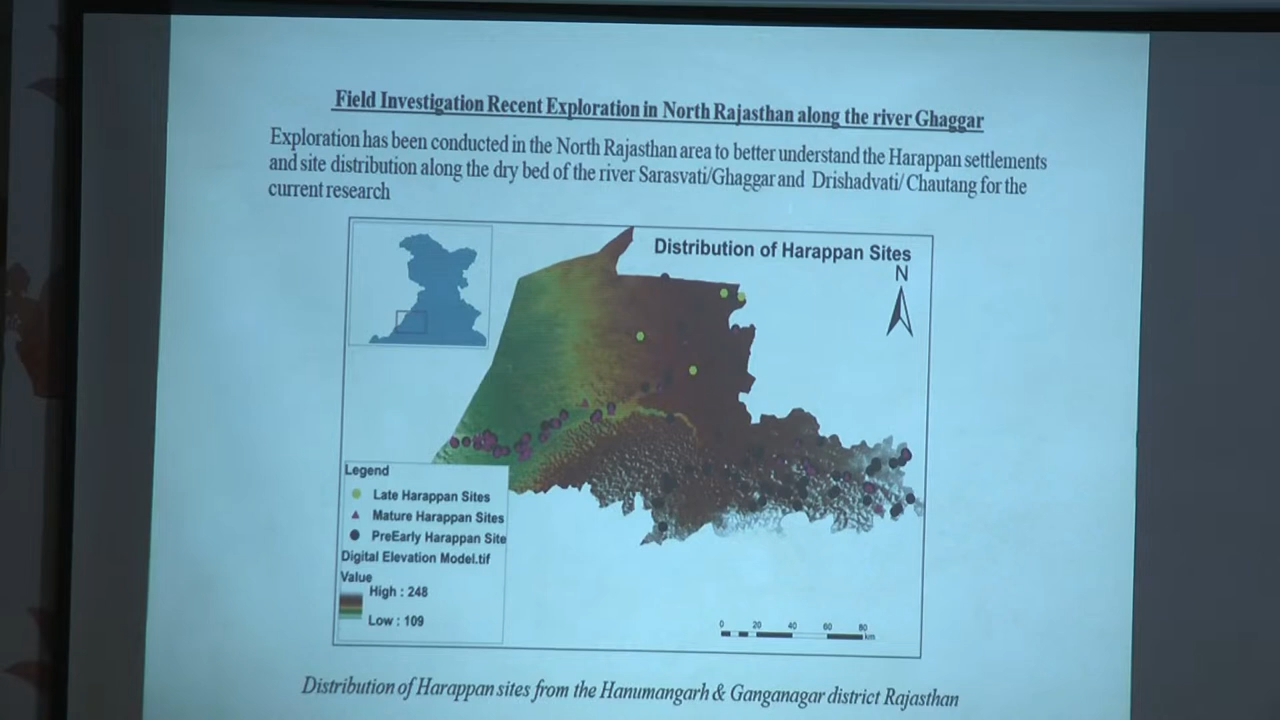 Field Investigation Recent Exploration in North Rajasthan along the river Ghaggar
Exploration has been conducted in the North Rajasthan area to better understand the Harappan settlements
and site distribution along the dry bed of the river Sarasvati/Ghaggar and Drishadvati/ Chautang for the
current research
Distribution of Harappan Sites
N
Legend
Late Harappan Sites
Mature Harappan Sites
PreEarly Harappan Site
Digital Elevation Model.tif
Value
High : 248
Low : 109
0 20 40 60 80
km
Distribution of Harappan sites from the Hanumangarh & Ganganagar district Rajasthan